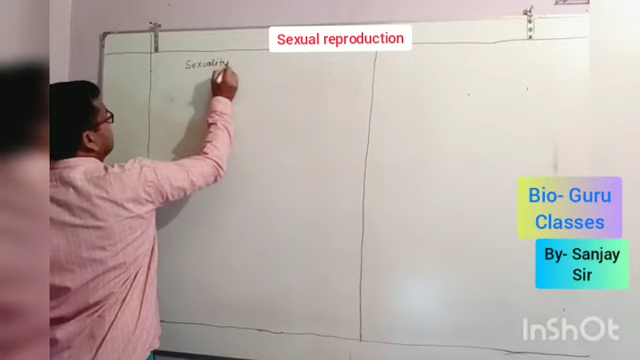 Sexual reproduction
Sexuality
Bio- Guru
Classes
By- Sanjay
Sir
InShOt